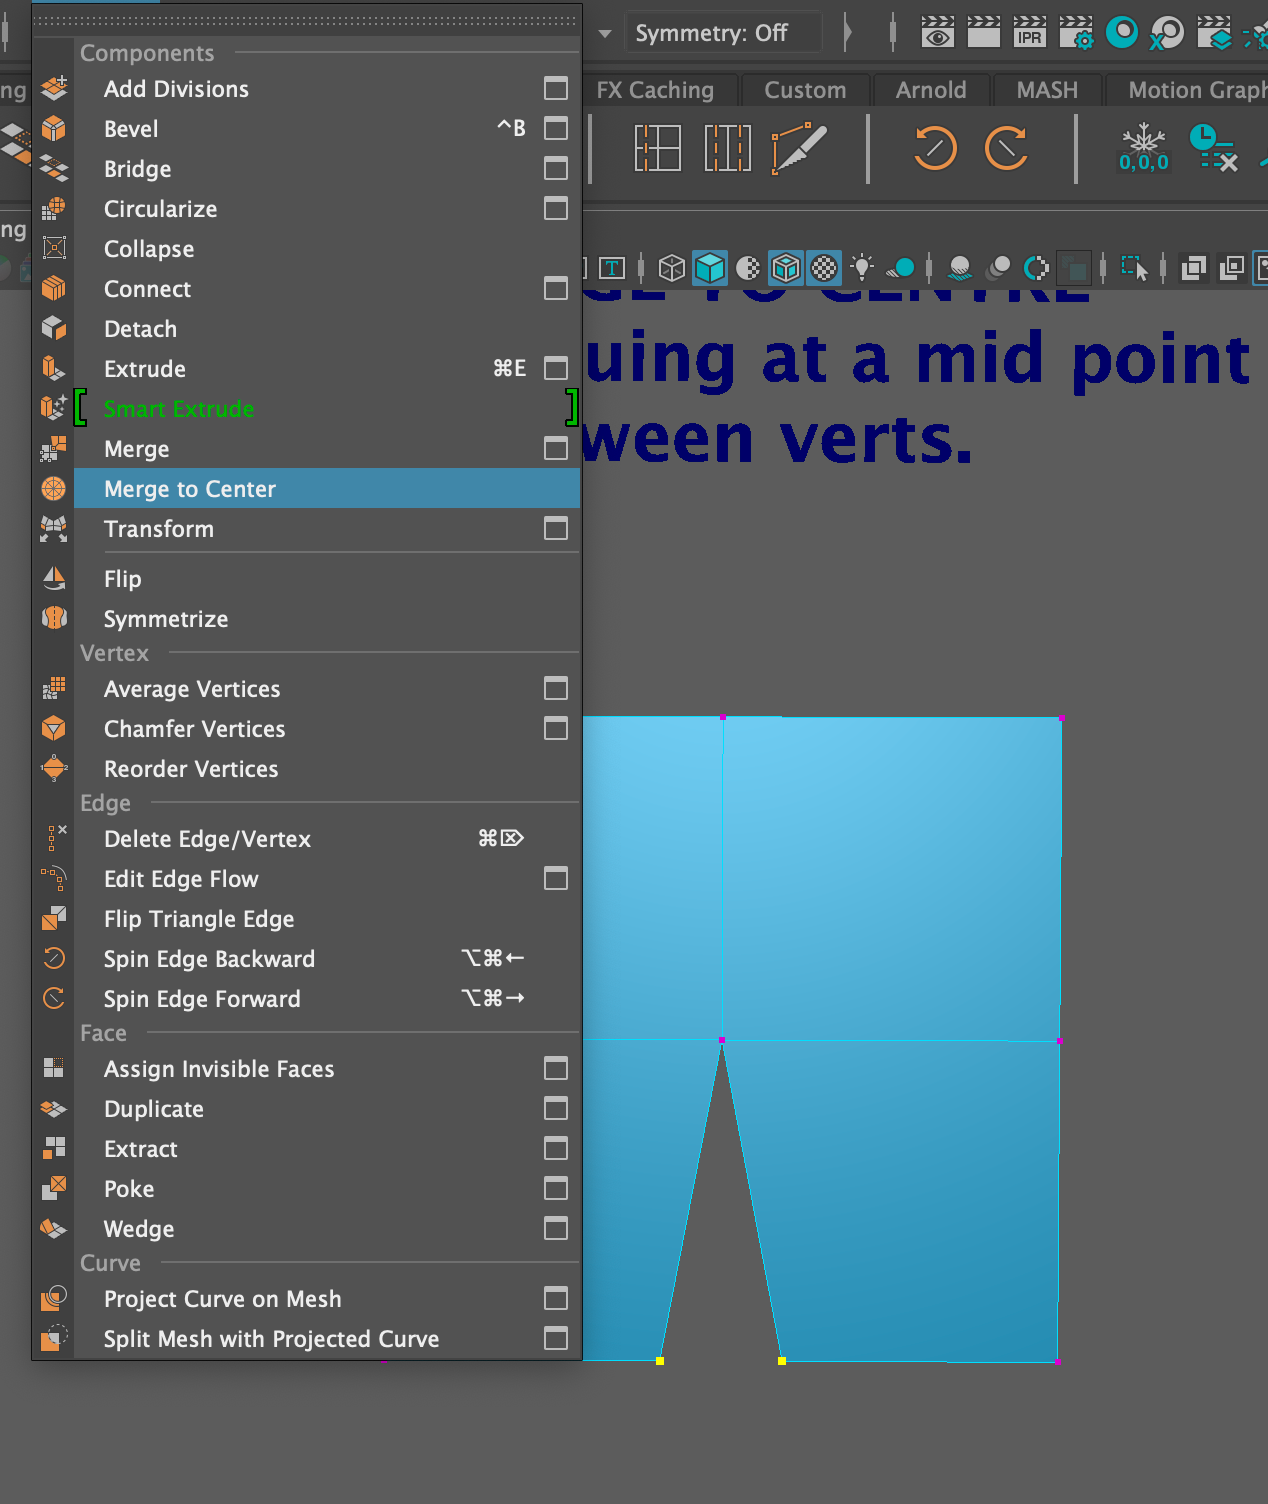 Symmetry: Off
IPR
Components
Add Divisions
Bevel ^B
Bridge
Circularize
Collapse
Connect
Detach
Extrude ⌘E
Smart Extrude
Merge
Merge to Center
Transform
Flip
Symmetrize
Vertex
Average Vertices
Chamfer Vertices
Reorder Vertices
Edge
Delete Edge/Vertex ⌘⌦
Edit Edge Flow
Flip Triangle Edge
Spin Edge Backward ⌥⌘←
Spin Edge Forward ⌥⌘→
Face
Assign Invisible Faces
Duplicate
Extract
Poke
Wedge
Curve
Project Curve on Mesh
Split Mesh with Projected Curve
ng
FX Caching Custom Arnold MASH Motion Graph
0,0,0
ng
T
GE TO CENTRE
uing at a mid point
ween verts.